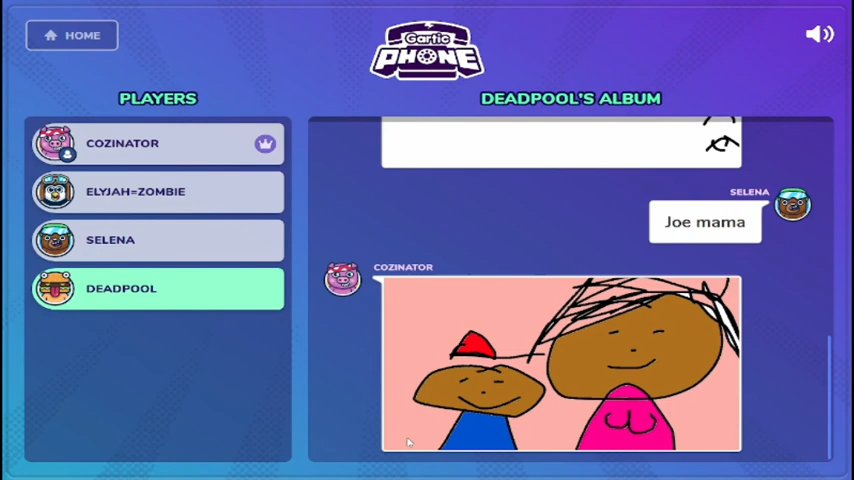 HOME
Gartic
PHONE
PLAYERS
DEADPOOL'S ALBUM
COZINATOR
ELYJAH=ZOMBIE
SELENA
DEADPOOL
SELENA
Joe mama
COZINATOR